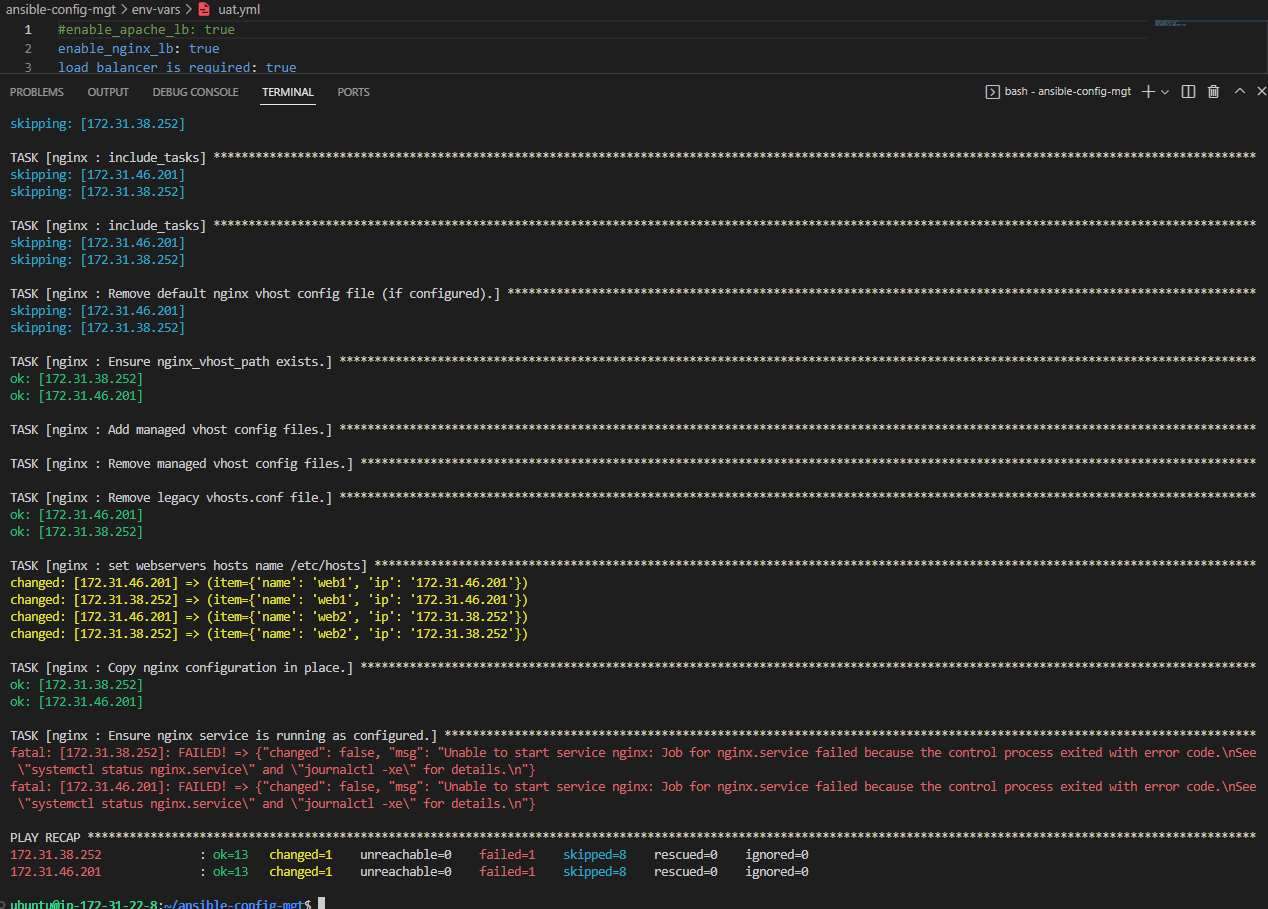 ansible-config-mgt > env-vars > uat.yml
1 #enable_apache_lb: true
2 enable_nginx_lb: true
3 load_balancer_is_required: true
PROBLEMS OUTPUT DEBUG CONSOLE TERMINAL PORTS bash - ansible-config-mgt
skipping: [172.31.38.252]
TASK [nginx : include_tasks] ******************************************************************************************************************************************************
skipping: [172.31.46.201]
skipping: [172.31.38.252]
TASK [nginx : include_tasks] ******************************************************************************************************************************************************
skipping: [172.31.46.201]
skipping: [172.31.38.252]
TASK [nginx : Remove default nginx vhost config file (if configured).] ***********************************************************************************************************
skipping: [172.31.46.201]
skipping: [172.31.38.252]
TASK [nginx : Ensure nginx_vhost_path exists.] ***********************************************************************************************************************************
ok: [172.31.38.252]
ok: [172.31.46.201]
TASK [nginx : Add managed vhost config files.] ***********************************************************************************************************************************
TASK [nginx : Remove managed vhost config files.] ********************************************************************************************************************************
TASK [nginx : Remove legacy vhosts.conf file.] ***********************************************************************************************************************************
ok: [172.31.46.201]
ok: [172.31.38.252]
TASK [nginx : set webservers hosts name /etc/hosts] ******************************************************************************************************************************
changed: [172.31.46.201] => (item={'name': 'web1', 'ip': '172.31.46.201'})
changed: [172.31.38.252] => (item={'name': 'web1', 'ip': '172.31.46.201'})
changed: [172.31.46.201] => (item={'name': 'web2', 'ip': '172.31.38.252'})
changed: [172.31.38.252] => (item={'name': 'web2', 'ip': '172.31.38.252'})
TASK [nginx : Copy nginx configuration in place.] ********************************************************************************************************************************
ok: [172.31.38.252]
ok: [172.31.46.201]
TASK [nginx : Ensure nginx service is running as configured.] ********************************************************************************************************************
fatal: [172.31.38.252]: FAILED! => {"changed": false, "msg": "Unable to start service nginx: Job for nginx.service failed because the control process exited with error code.\nSee
\"systemctl status nginx.service\" and \"journalctl -xe\" for details.\n"}
fatal: [172.31.46.201]: FAILED! => {"changed": false, "msg": "Unable to start service nginx: Job for nginx.service failed because the control process exited with error code.\nSee
\"systemctl status nginx.service\" and \"journalctl -xe\" for details.\n"}
PLAY RECAP ***********************************************************************************************************************************************************************
172.31.38.252 : ok=13 changed=1 unreachable=0 failed=1 skipped=8 rescued=0 ignored=0
172.31.46.201 : ok=13 changed=1 unreachable=0 failed=1 skipped=8 rescued=0 ignored=0
ubuntu@ip-172-31-22-8:~/ansible-config-mgt$